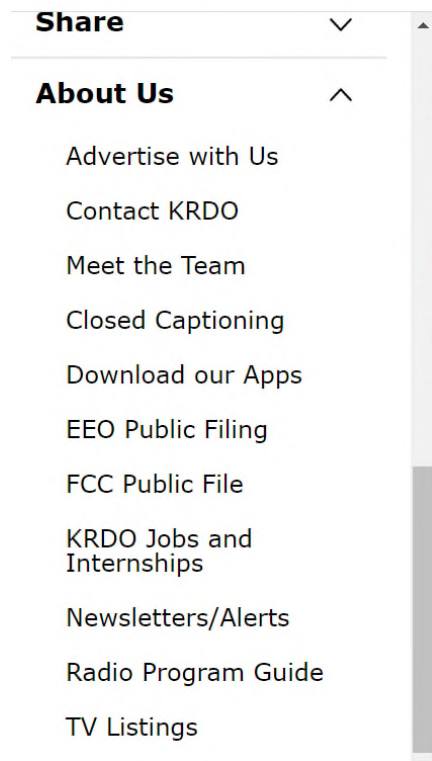 Share
About Us
Advertise with Us
Contact KRDO
Meet the Team
Closed Captioning
Download our Apps
EEO Public Filing
FCC Public File
KRDO Jobs and
Internships
Newsletters/Alerts
Radio Program Guide
TV Listings